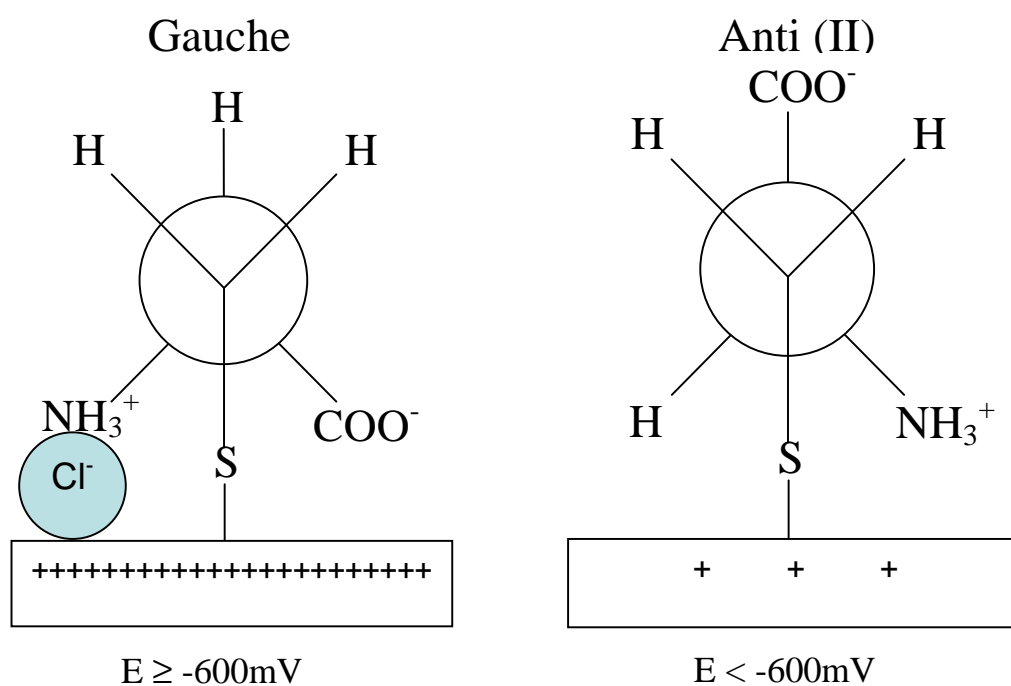 Gauche
H
H
H
NH₃⁺
COO⁻
Cl⁻
S
+++++++++++++++++++++++
E ≥ -600mV
Anti (II)
COO⁻
H
H
H
NH₃⁺
S
+ + +
E < -600mV